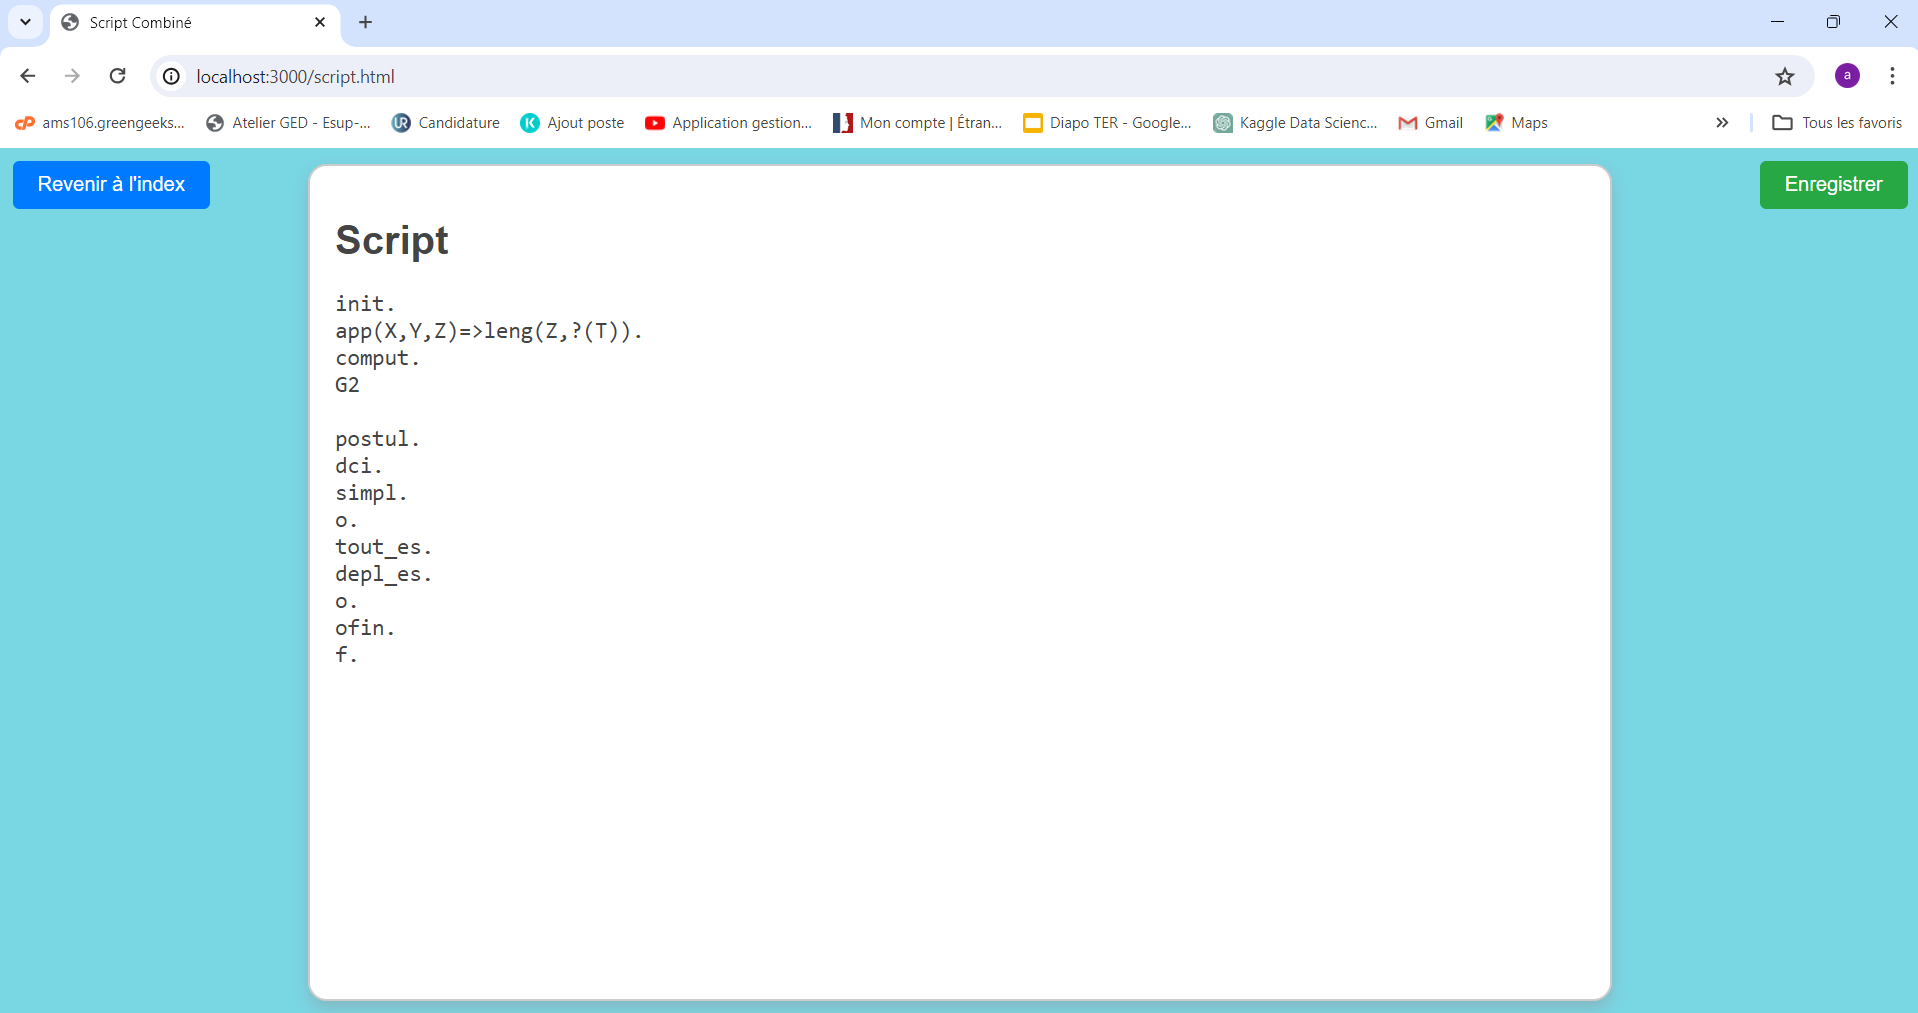 Script Combiné
localhost:3000/script.html
a
ams106.greengeeks...
Atelier GED - Esup-...
Candidature
Ajout poste
Application gestion...
Mon compte | Étran...
Diapo TER - Google...
Kaggle Data Scienc...
Gmail
Maps
Tous les favoris
Revenir à l'index
Enregistrer
Script
init.
app(X,Y,Z)=>leng(Z,?(T)).
comput.
G2
postul.
dci.
simpl.
o.
tout_es.
depl_es.
o.
ofin.
f.